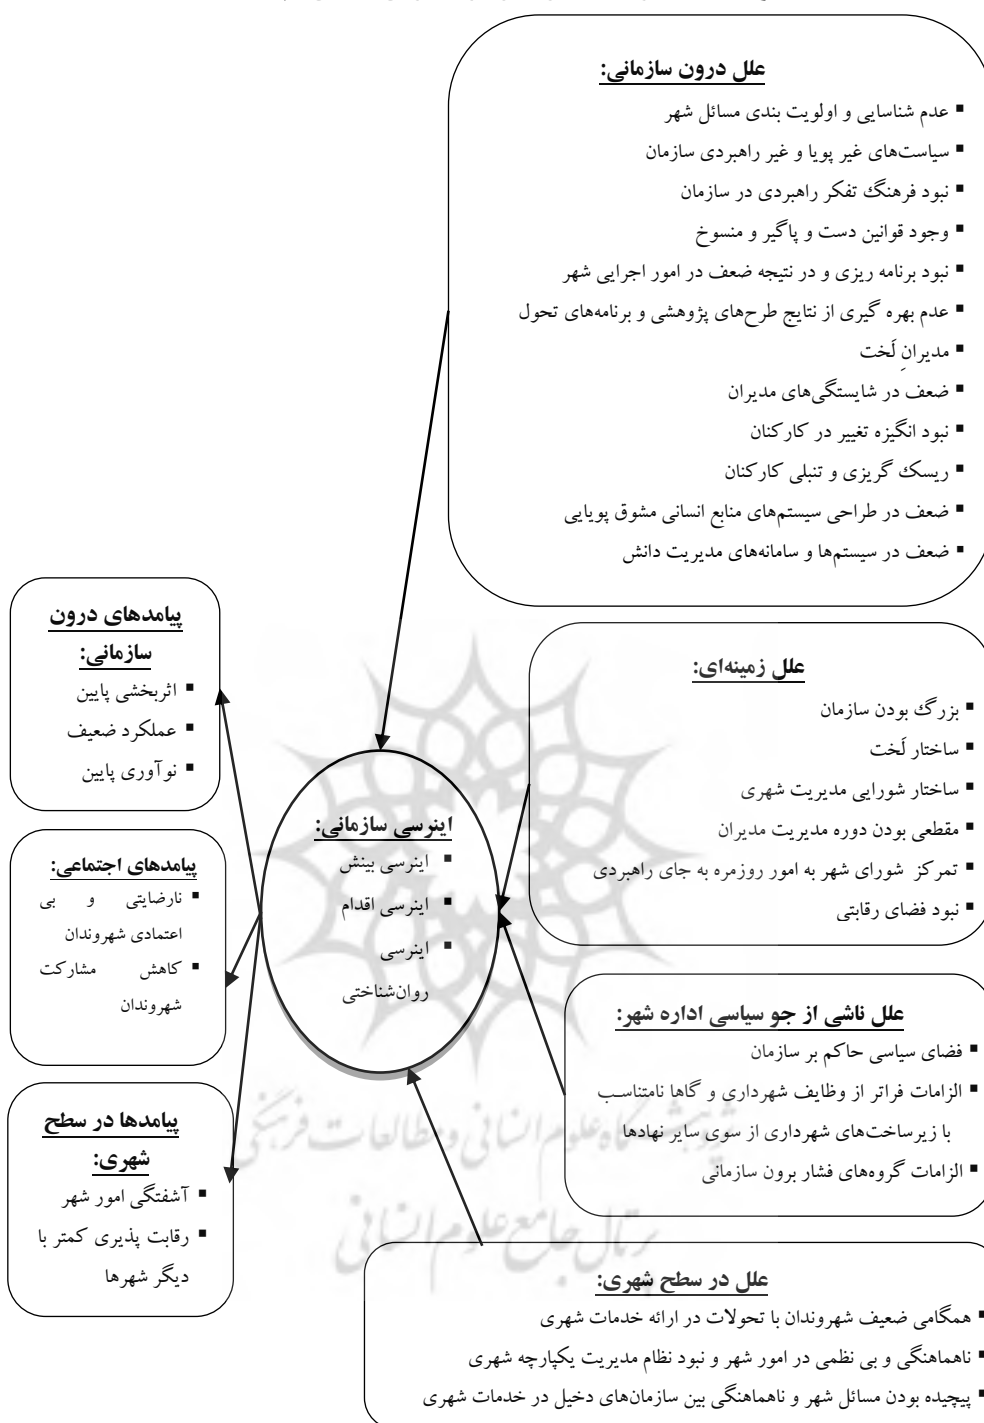 علل درون سازمانی:
▪ عدم شناسایی و اولویت بندی مسائل شهر
▪ سیاست‌های غیر پویا و غیر راهبردی سازمان
▪ نبود فرهنگ تفکر راهبردی در سازمان
▪ وجود قوانین دست و پاگیر و منسوخ
▪ نبود برنامه ریزی و در نتیجه ضعف در امور اجرایی شهر
▪ عدم بهره گیری از نتایج طرح‌های پژوهشی و برنامه‌های تحول
▪ مدیرانِ لَخت
▪ ضعف در شایستگی‌های مدیران
▪ نبود انگیزه تغییر در کارکنان
▪ ریسک گریزی و تنبلی کارکنان
▪ ضعف در طراحی سیستم‌های منابع انسانی مشوق پویایی
▪ ضعف در سیستم‌ها و سامانه‌های مدیریت دانش
علل زمینه‌ای:
▪ بزرگ بودن سازمان
▪ ساختار لَخت
▪ ساختار شورایی مدیریت شهری
▪ مقطعی بودن دوره مدیریت مدیران
▪ تمرکز شورای شهر به امور روزمره به جای راهبردی
▪ نبود فضای رقابتی
علل ناشی از جو سیاسی اداره شهر:
▪ فضای سیاسی حاکم بر سازمان
▪ الزامات فراتر از وظایف شهرداری و گاها نامتناسب
با زیرساخت‌های شهرداری از سوی سایر نهادها
▪ الزامات گروه‌های فشار برون سازمانی
علل در سطح شهری:
▪ همگامی ضعیف شهروندان با تحولات در ارائه خدمات شهری
▪ ناهماهنگی و بی نظمی در امور شهر و نبود نظام مدیریت یکپارچه شهری
▪ پیچیده بودن مسائل شهر و ناهماهنگی بین سازمان‌های دخیل در خدمات شهری
اینرسی سازمانی:
▪ اینرسی بینش
▪ اینرسی اقدام
▪ اینرسی
روان‌شناختی
پیامدهای درون
سازمانی:
▪ اثربخشی پایین
▪ عملکرد ضعیف
▪ نوآوری پایین
پیامدهای اجتماعی:
▪ نارضایتی و بی
اعتمادی شهروندان
▪ کاهش مشارکت
شهروندان
پیامدها در سطح
شهری:
▪ آشفتگی امور شهر
▪ رقابت پذیری کمتر با
دیگر شهرها
پژوهشگاه علوم انسانی و مطالعات فرهنگی
پرتال جامع علوم انسانی